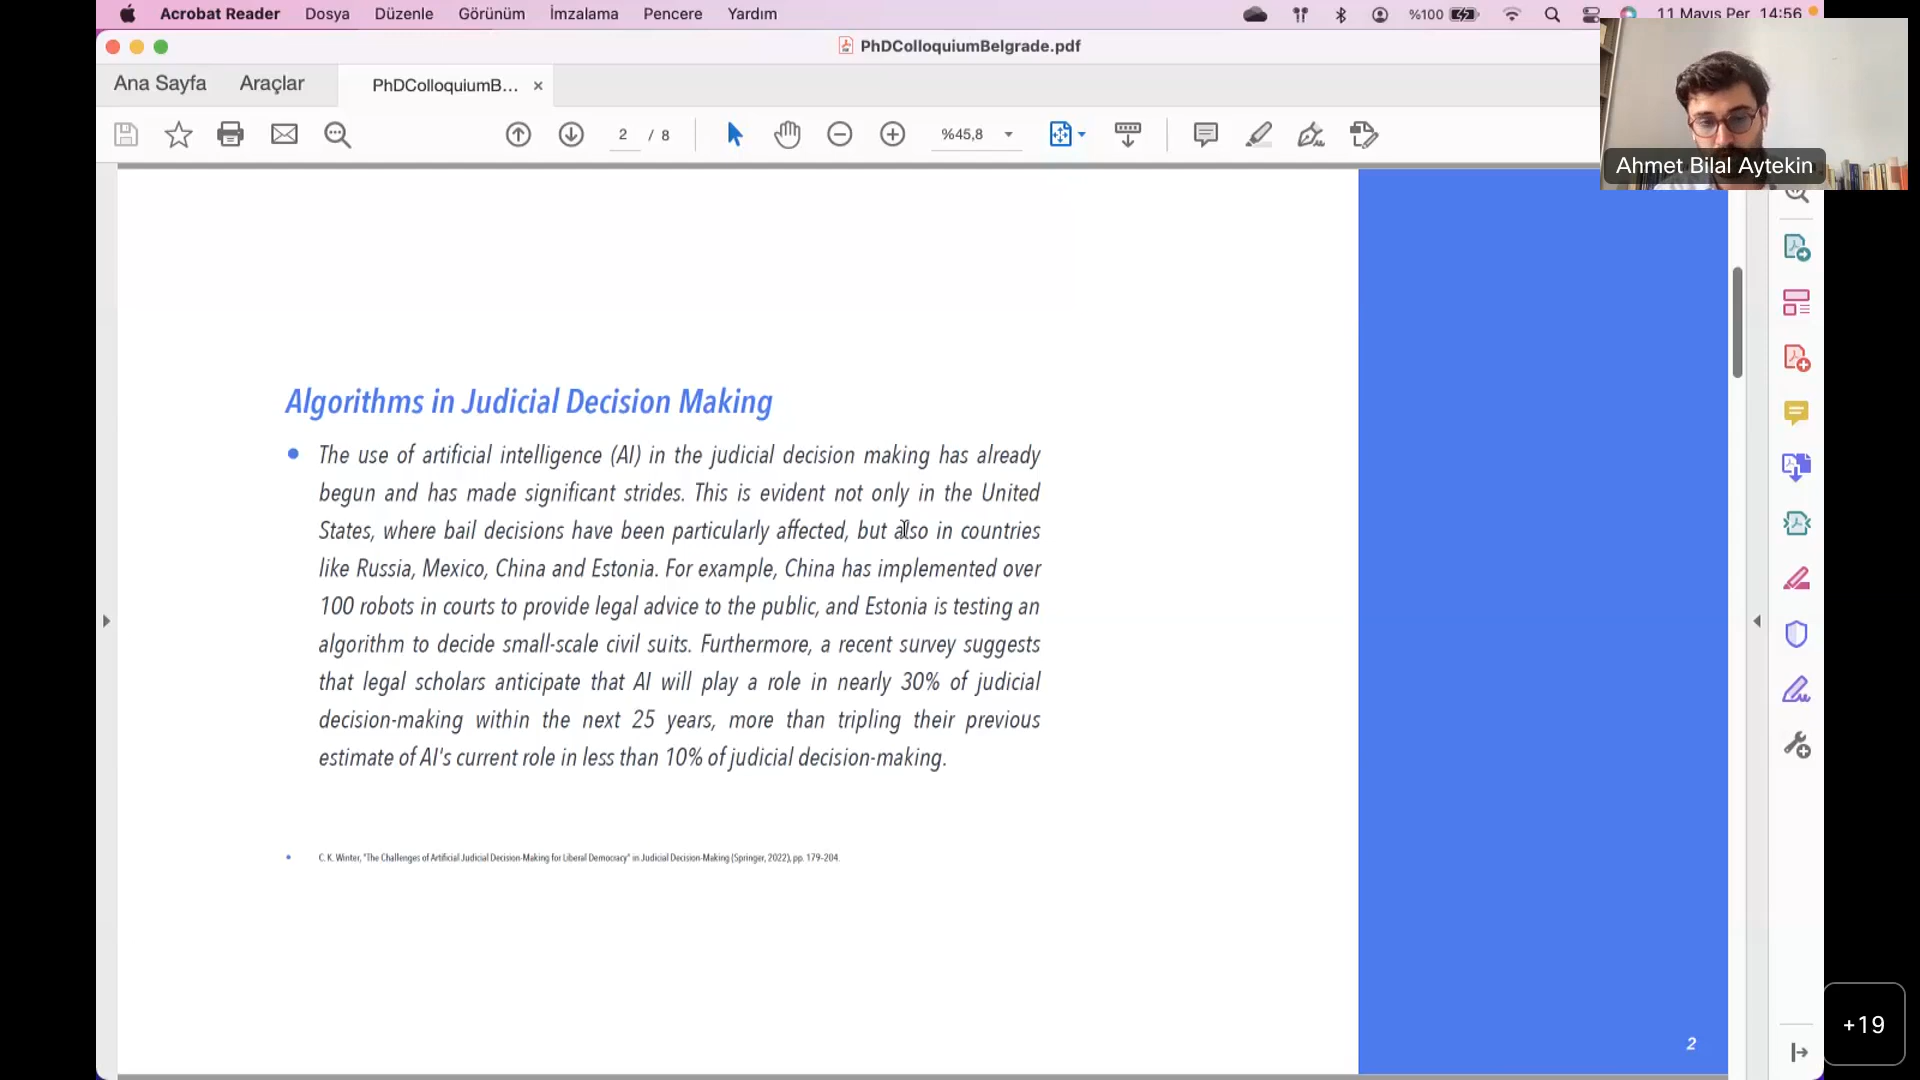 Acrobat Reader Dosya Düzenle Görünüm İmzalama Pencere Yardım %100 11 Mayıs Per 14:56
PhDColloquiumBelgrade.pdf
Ana Sayfa Araçlar PhDColloquiumB... ×
2 / 8 %45,8
Ahmet Bilal Aytekin
Algorithms in Judicial Decision Making
• The use of artificial intelligence (AI) in the judicial decision making has already
begun and has made significant strides. This is evident not only in the United
States, where bail decisions have been particularly affected, but also in countries
like Russia, Mexico, China and Estonia. For example, China has implemented over
100 robots in courts to provide legal advice to the public, and Estonia is testing an
algorithm to decide small-scale civil suits. Furthermore, a recent survey suggests
that legal scholars anticipate that AI will play a role in nearly 30% of judicial
decision-making within the next 25 years, more than tripling their previous
estimate of AI's current role in less than 10% of judicial decision-making.
• C. K. Winter, "The Challenges of Artificial Judicial Decision-Making for Liberal Democracy" in Judicial Decision-Making (Springer, 2022), pp. 179-204.
2
+19